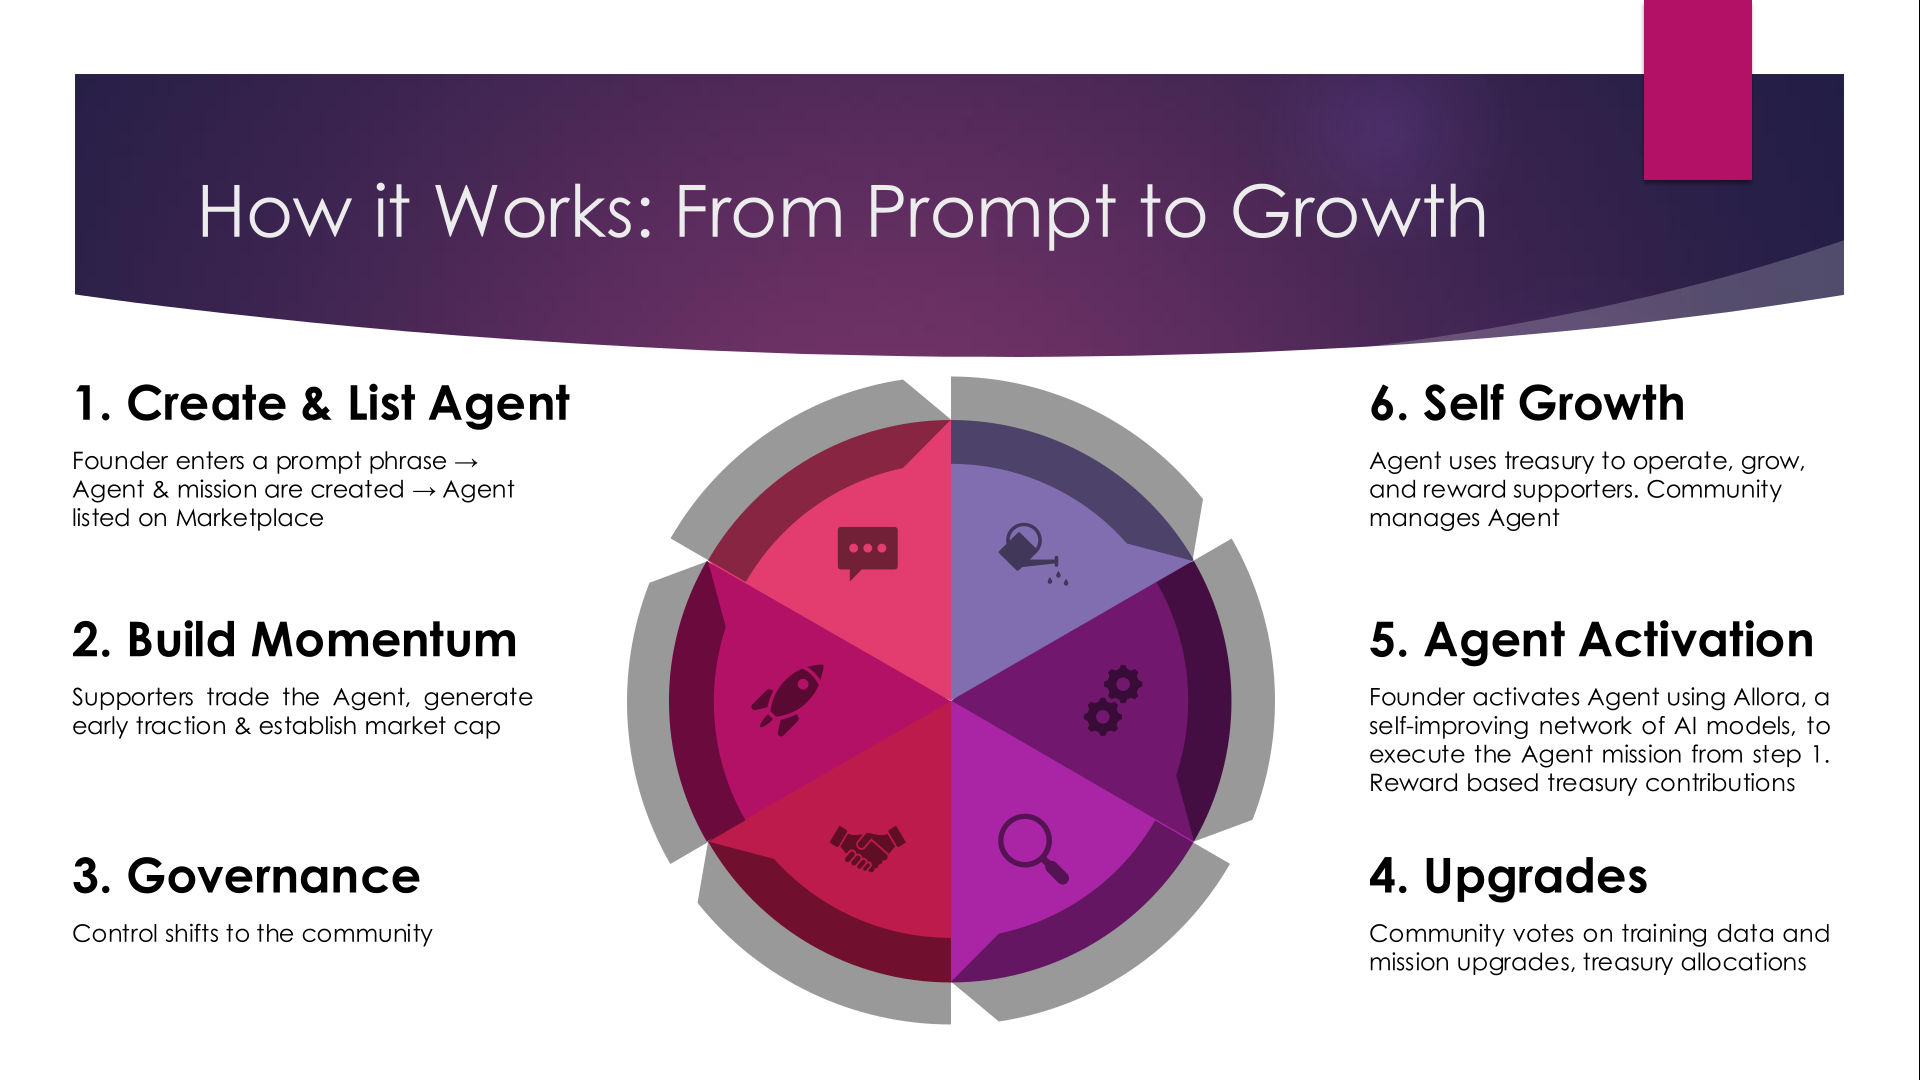 How it Works: From Prompt to Growth
1. Create & List Agent
Founder enters a prompt phrase →
Agent & mission are created → Agent
listed on Marketplace
2. Build Momentum
Supporters trade the Agent, generate
early traction & establish market cap
3. Governance
Control shifts to the community
6. Self Growth
Agent uses treasury to operate, grow,
and reward supporters. Community
manages Agent
5. Agent Activation
Founder activates Agent using Allora, a
self-improving network of AI models, to
execute the Agent mission from step 1.
Reward based treasury contributions
4. Upgrades
Community votes on training data and
mission upgrades, treasury allocations